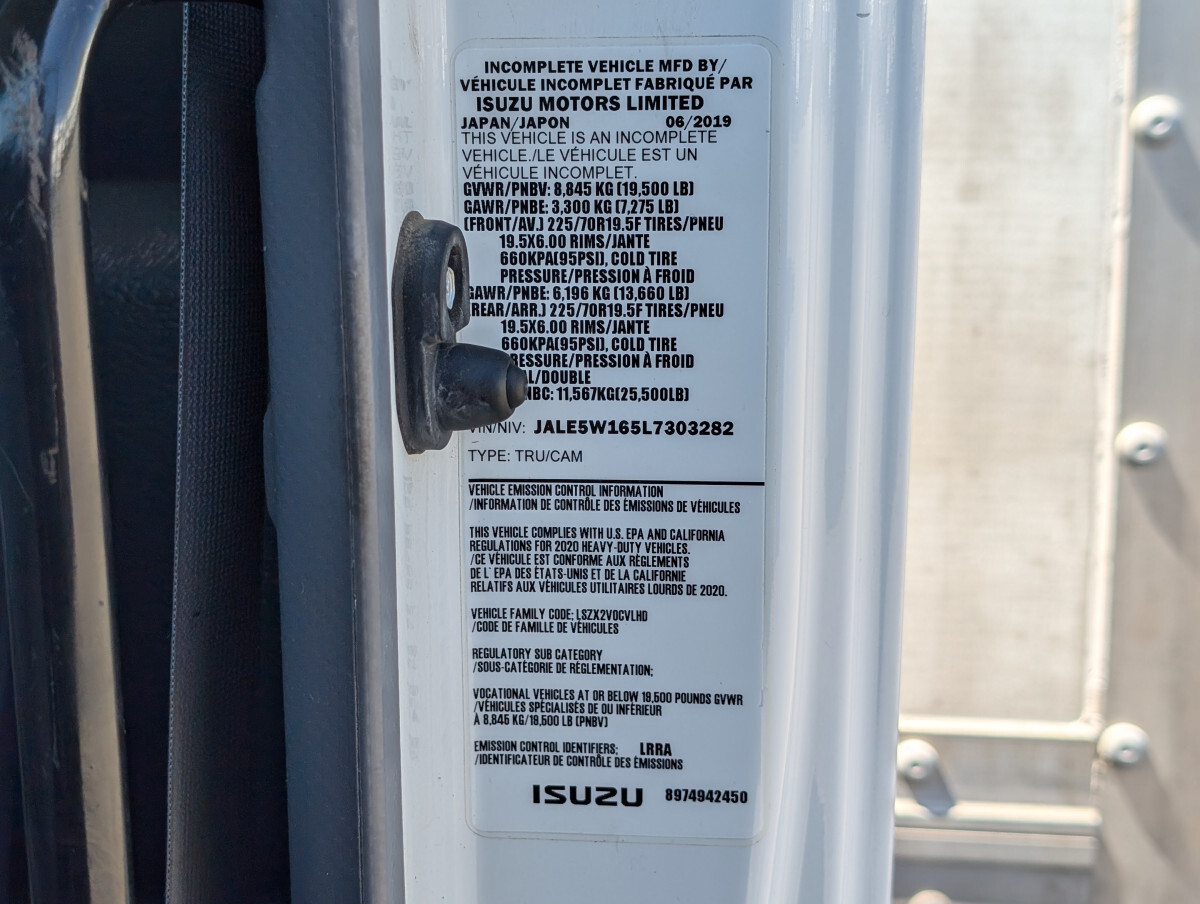 INCOMPLETE VEHICLE MFD BY/
VÉHICULE INCOMPLET FABRIQUÉ PAR
ISUZU MOTORS LIMITED
JAPAN/JAPON 06/2019
THIS VEHICLE IS AN INCOMPLETE
VEHICLE./LE VÉHICULE EST UN
VÉHICULE INCOMPLET.
GVWR/PNBV: 8,845 KG (19,500 LB)
GAWR/PNBE: 3,300 KG (7,275 LB)
(FRONT/AV.) 225/70R19.5F TIRES/PNEU
19.5X6.00 RIMS/JANTE
660KPA(95PSI), COLD TIRE
PRESSURE/PRESSION À FROID
GAWR/PNBE: 6,196 KG (13,660 LB)
REAR/ARR.) 225/70R19.5F TIRES/PNEU
19.5X6.00 RIMS/JANTE
660KPA(95PSI), COLD TIRE
RESSURE/PRESSION À FROID
L/DOUBLE
NBC: 11,567KG(25,500LB)
VIN/NIV: JALE5W165L7303282
TYPE: TRU/CAM
VEHICLE EMISSION CONTROL INFORMATION
/INFORMATION DE CONTRÔLE DES ÉMISSIONS DE VÉHICULES
THIS VEHICLE COMPLIES WITH U.S. EPA AND CALIFORNIA
REGULATIONS FOR 2020 HEAVY-DUTY VEHICLES.
/CE VÉHICULE EST CONFORME AUX RÈGLEMENTS
DE L'EPA DES ÉTATS-UNIS ET DE LA CALIFORNIE
RELATIFS AUX VÉHICULES UTILITAIRES LOURDS DE 2020.
VEHICLE FAMILY CODE; LSZX2VOCVLHD
/CODE DE FAMILLE DE VÉHICULES
REGULATORY SUB CATEGORY
/SOUS-CATÉGORIE DE RÈGLEMENTATION;
VOCATIONAL VEHICLES AT OR BELOW 19,500 POUNDS GVWR
/VÉHICULES SPÉCIALISÉS DE OU INFÉRIEUR
À 8,845 KG/19,500 LB (PNBV)
EMISSION CONTROL IDENTIFIERS; LRRA
/IDENTIFICATEUR DE CONTRÔLE DES ÉMISSIONS
ISUZU 8974942450